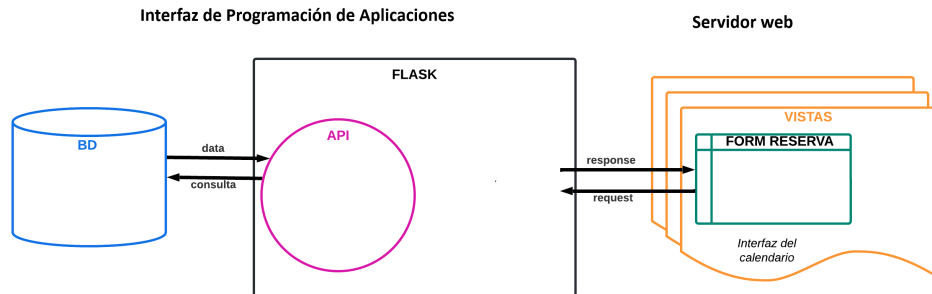 Interfaz de Programación de Aplicaciones
Servidor web
FLASK
VISTAS
BD
API
FORM RESERVA
data
consulta
response
request
Interfaz del
calendario